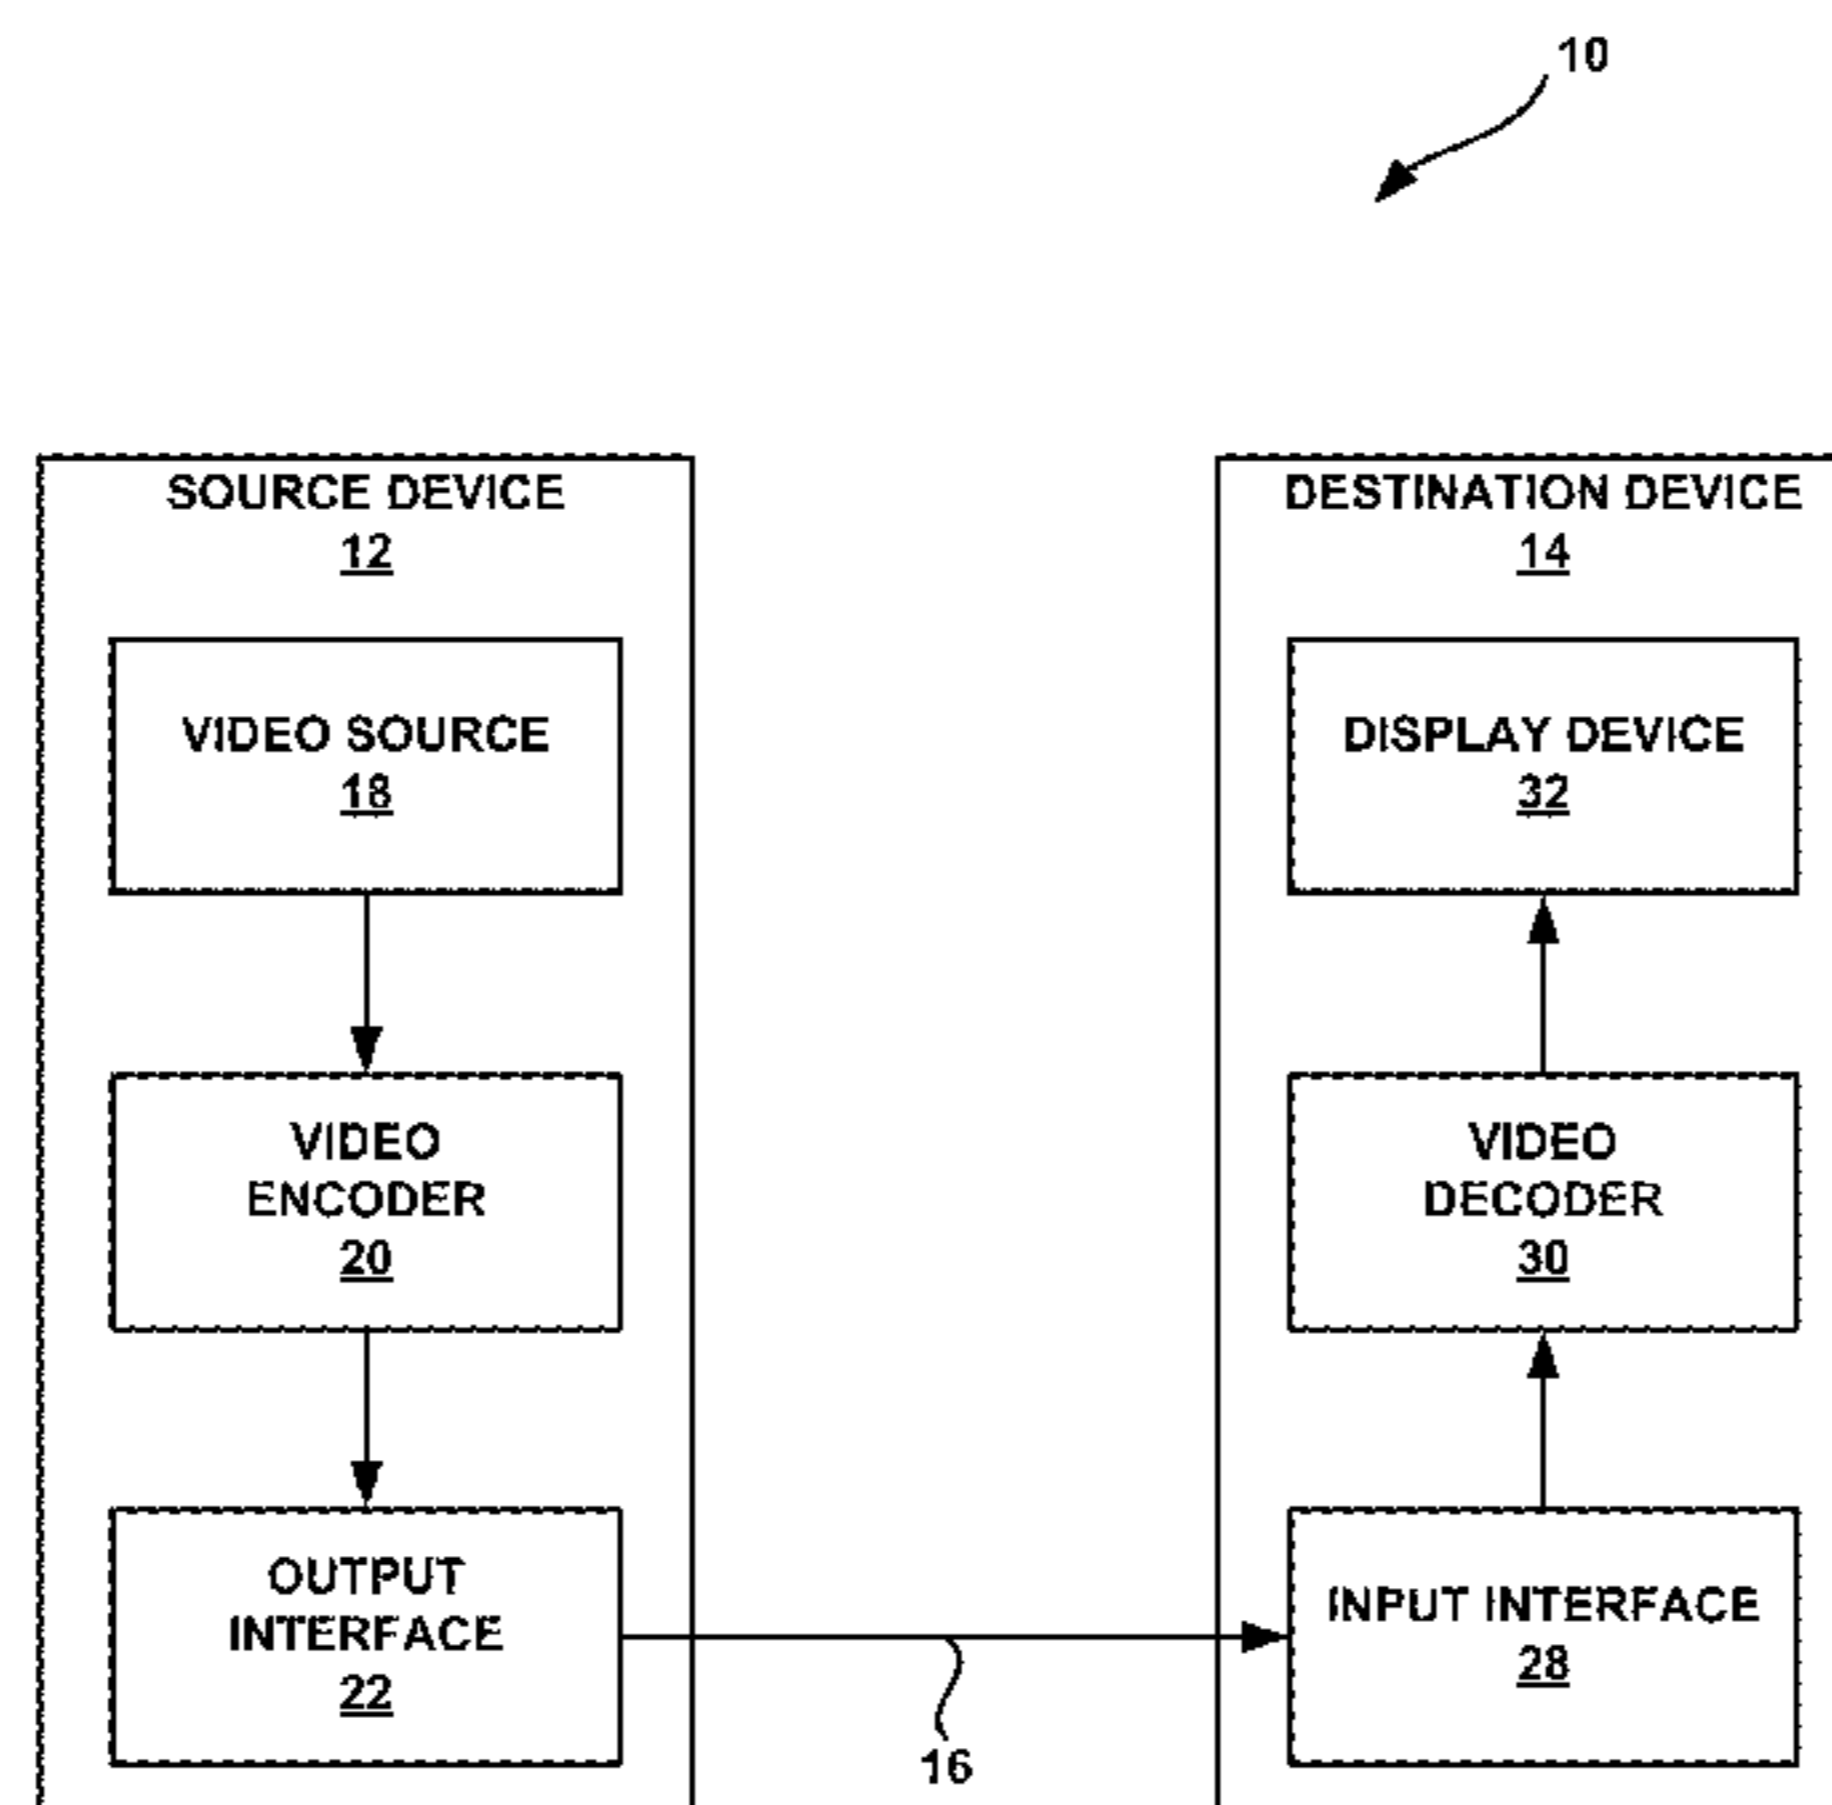 10
SOURCE DEVICE
12
VIDEO SOURCE
18
VIDEO
ENCODER
20
OUTPUT
INTERFACE
22
16
DESTINATION DEVICE
14
DISPLAY DEVICE
32
VIDEO
DECODER
30
INPUT INTERFACE
28